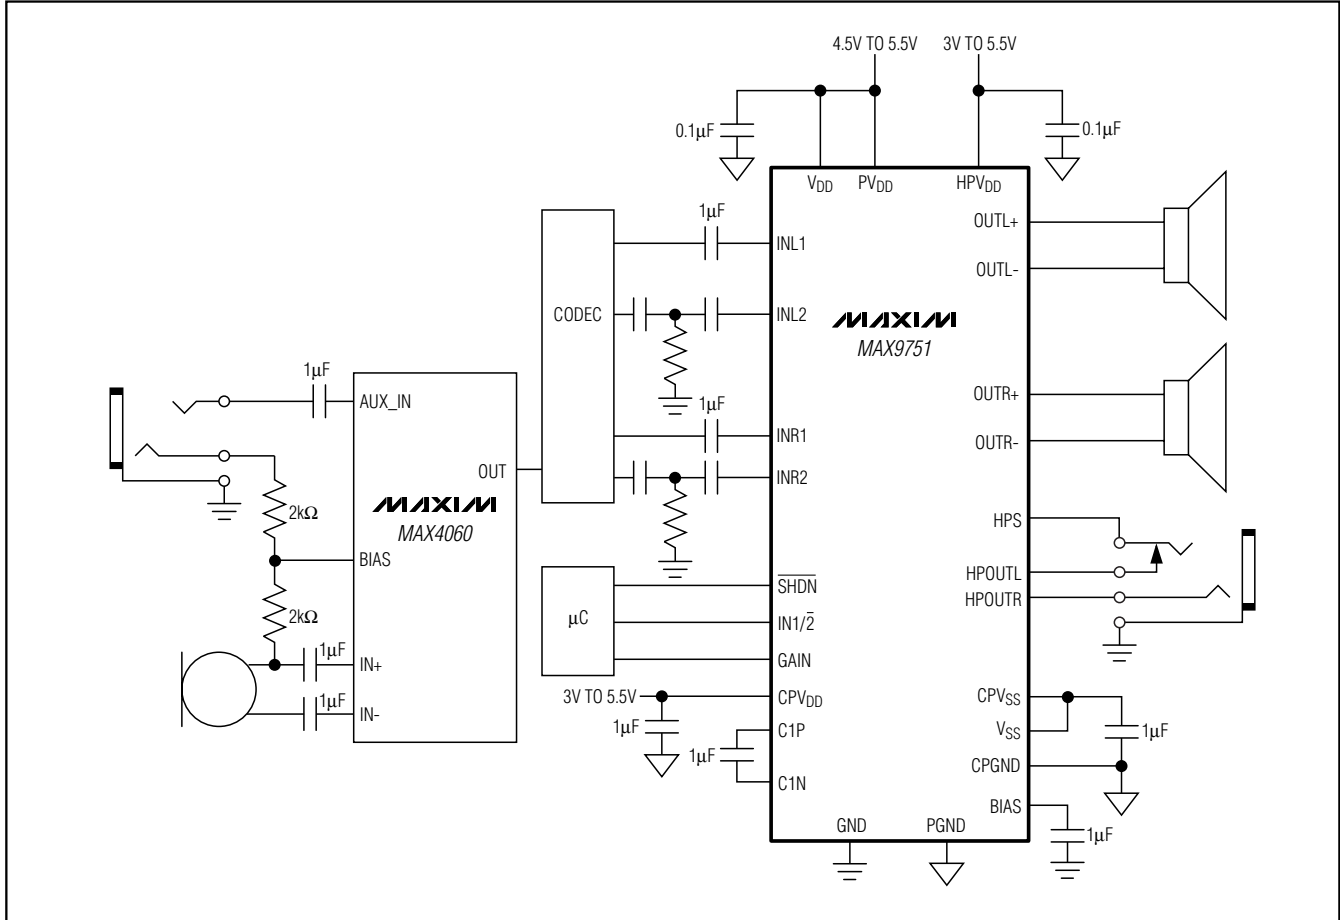 4.5V TO 5.5V 3V TO 5.5V
0.1µF 0.1µF
VDD PVDD HPVDD
1µF
INL1 OUTL+
OUTL-
CODEC INL2
MAXIM
MAX9751
1µF
AUX_IN
1µF
OUTR+
INR1 OUTR-
OUT INR2
2kΩ
MAXIM
MAX4060
HPS
BIAS
HPOUTL
SHDN
HPOUTR
2kΩ
µC IN1/2̅
1µF
IN+ GAIN
3V TO 5.5V CPVDD CPVSS
1µF
IN-
1µF C1P VSS 1µF
1µF
CPGND
C1N
BIAS
GND PGND 1µF